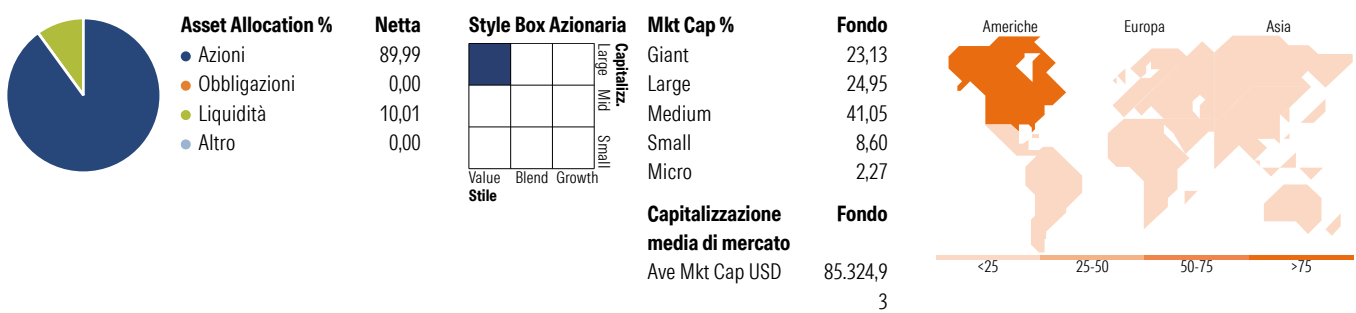 Asset Allocation % Netta
Azioni 89,99
Obbligazioni 0,00
Liquidità 10,01
Altro 0,00
Style Box Azionaria
Capitalizz.
Large Mid Small
Value Blend Growth
Stile
Mkt Cap % Fondo
Giant 23,13
Large 24,95
Medium 41,05
Small 8,60
Micro 2,27
Capitalizzazione Fondo
media di mercato
Ave Mkt Cap USD 85.324,9
3
Americhe Europa Asia
<25 25-50 50-75 >75